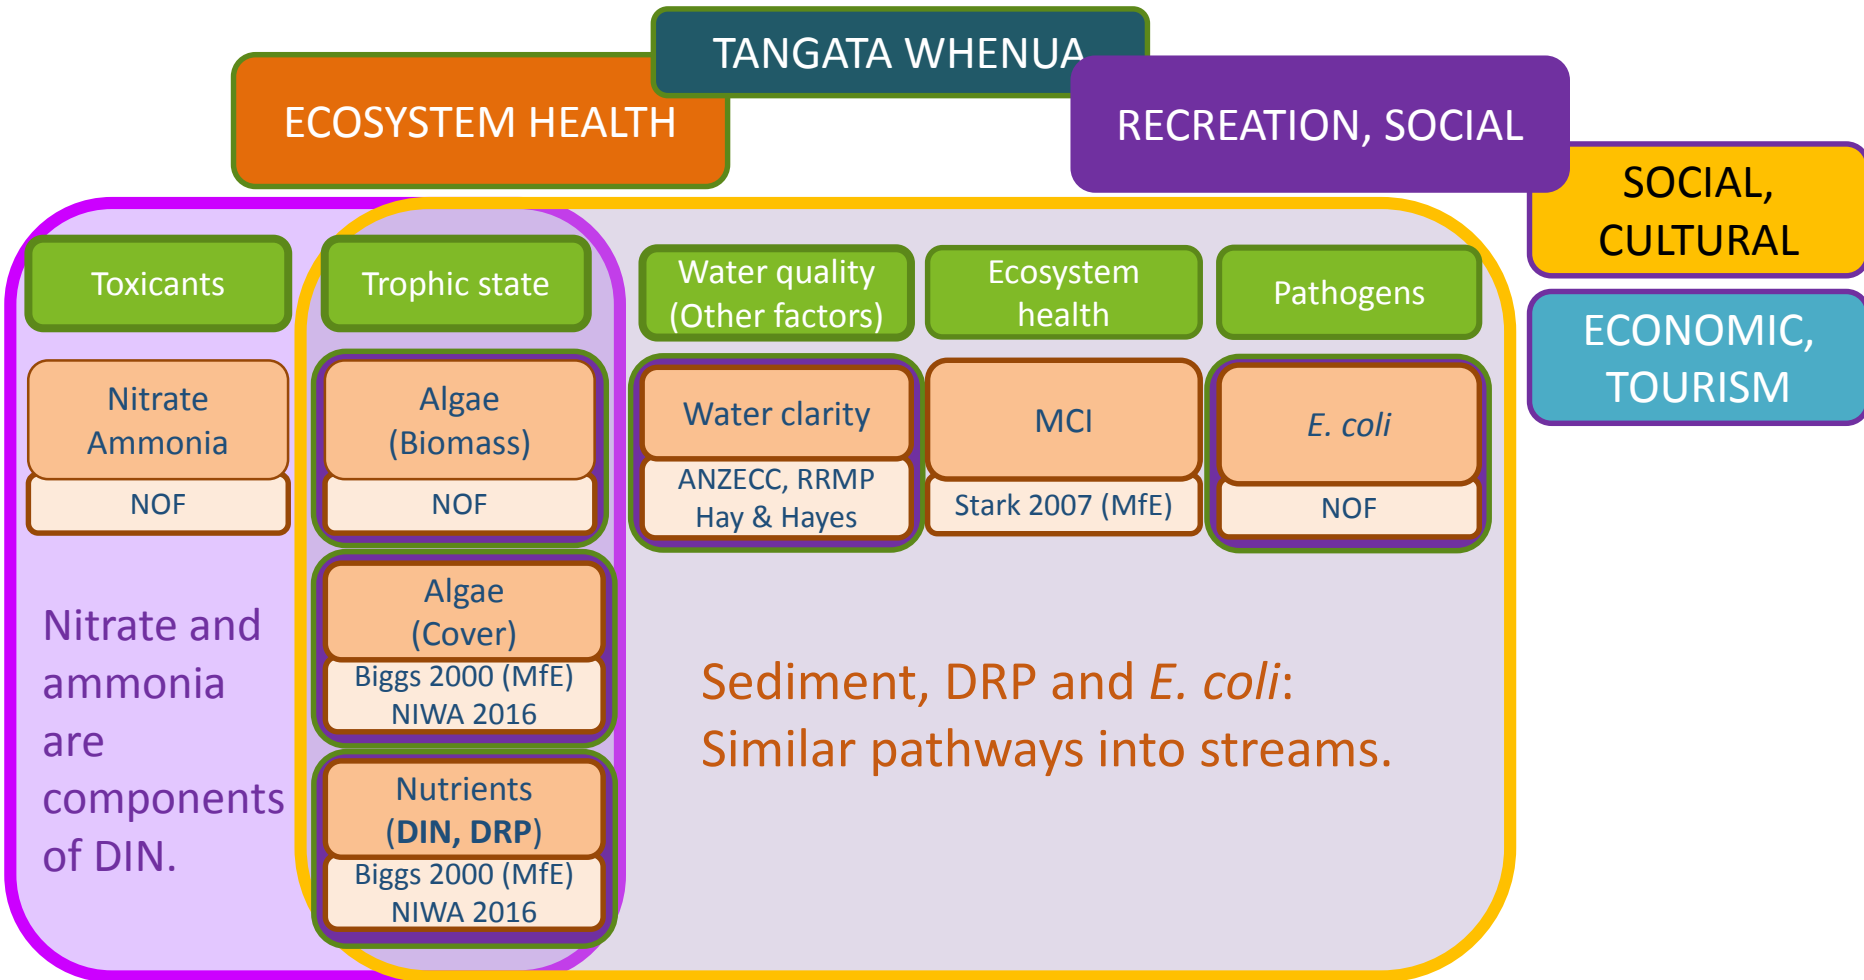 TANGATA WHENUA
ECOSYSTEM HEALTH
RECREATION, SOCIAL
SOCIAL,
CULTURAL
ECONOMIC,
TOURISM
Toxicants
Nitrate
Ammonia
NOF
Nitrate and
ammonia
are
components
of DIN.
Trophic state
Algae
(Biomass)
NOF
Algae
(Cover)
Biggs 2000 (MfE)
NIWA 2016
Nutrients
(DIN, DRP)
Biggs 2000 (MfE)
NIWA 2016
Water quality
(Other factors)
Water clarity
ANZECC, RRMP
Hay & Hayes
Ecosystem
health
MCI
Stark 2007 (MfE)
Pathogens
E. coli
NOF
Sediment, DRP and E. coli:
Similar pathways into streams.